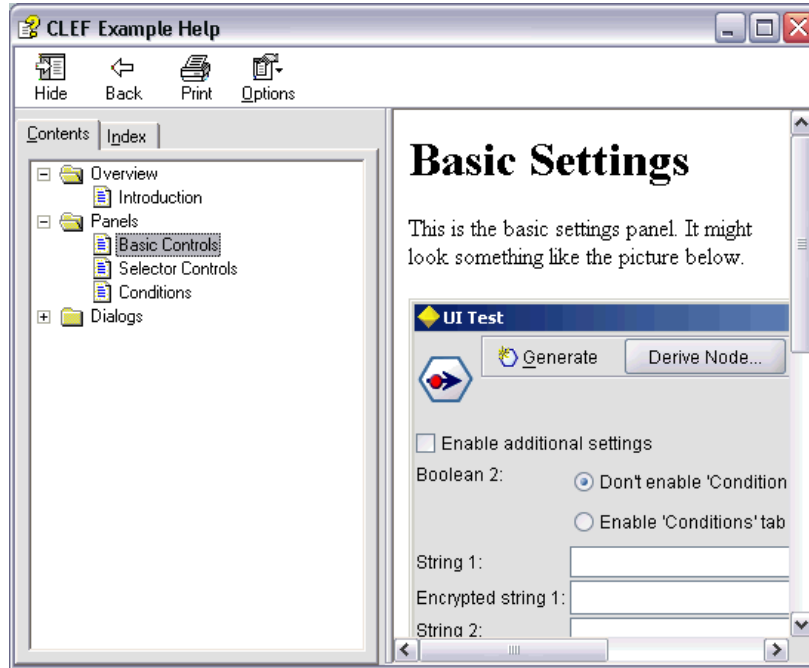 CLEF Example Help
Hide Back Print Options
Contents Index
Overview
Introduction
Panels
Basic Controls
Selector Controls
Conditions
Dialogs
Basic Settings
This is the basic settings panel. It might
look something like the picture below.
UI Test
Generate Derive Node...
Enable additional settings
Boolean 2: Don't enable 'Condition
Enable 'Conditions' tab
String 1:
Encrypted string 1:
String 2: